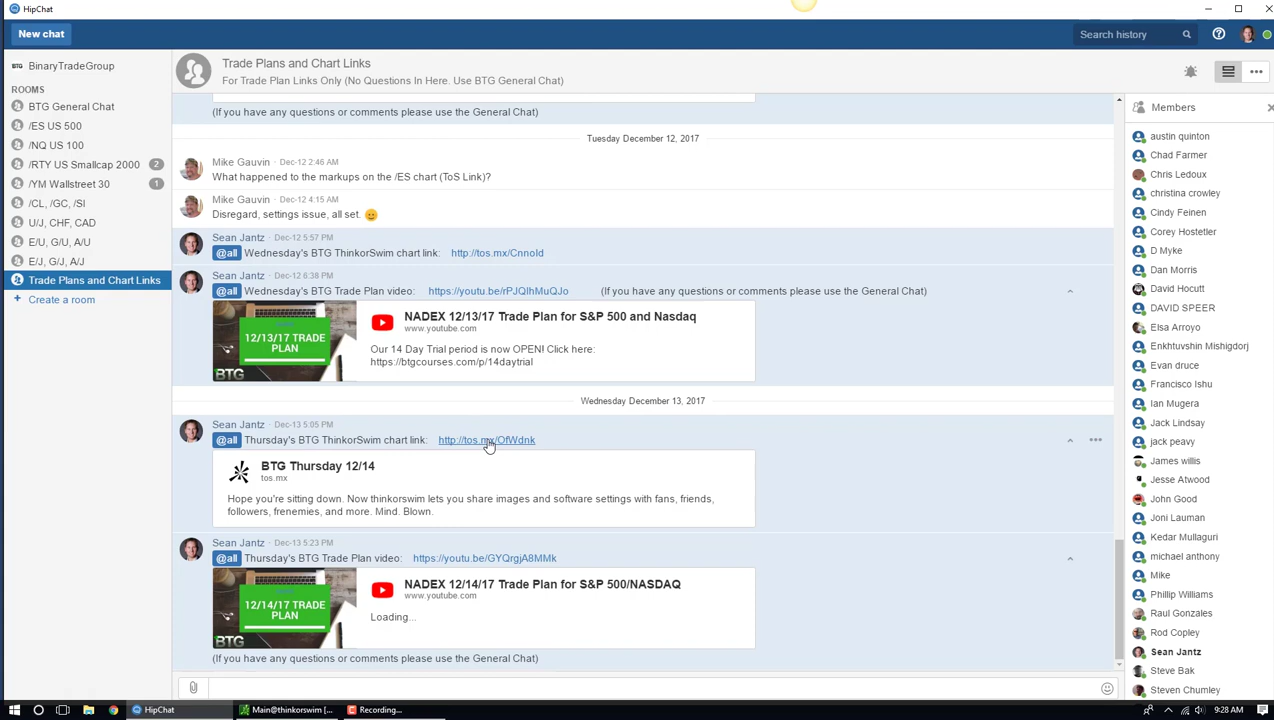 HipChat
New chat
Search history
BTG BinaryTradeGroup
ROOMS
BTG General Chat
/ES US 500
/NQ US 100
/RTY US Smallcap 2000 2
/YM Wallstreet 30 1
/CL, /GC, /SI
U/J, CHF, CAD
E/U, G/U, A/U
E/J, G/J, A/J
Trade Plans and Chart Links
+ Create a room
Trade Plans and Chart Links
For Trade Plan Links Only (No Questions In Here. Use BTG General Chat)
(If you have any questions or comments please use the General Chat)
Tuesday December 12, 2017
Mike Gauvin · Dec-12 2:46 AM
What happened to the markups on the /ES chart (ToS Link)?
Mike Gauvin · Dec-12 4:15 AM
Disregard, settings issue, all set.
Sean Jantz · Dec-12 5:57 PM
@all Wednesday's BTG ThinkorSwim chart link: http://tos.mx/CnnoId
Sean Jantz · Dec-12 6:38 PM
@all Wednesday's BTG Trade Plan video: https://youtu.be/rPJQlhMuQJo (If you have any questions or comments please use the General Chat)
12/13/17 TRADE
PLAN
BTG
NADEX 12/13/17 Trade Plan for S&P 500 and Nasdaq
www.youtube.com
Our 14 Day Trial period is now OPEN! Click here:
https://btgcourses.com/p/14daytrial
Wednesday December 13, 2017
Sean Jantz · Dec-13 5:05 PM
@all Thursday's BTG ThinkorSwim chart link: http://tos.mx/OfWdnk
BTG Thursday 12/14
tos.mx
Hope you're sitting down. Now thinkorswim lets you share images and software settings with fans, friends,
followers, frenemies, and more. Mind. Blown.
Sean Jantz · Dec-13 5:23 PM
@all Thursday's BTG Trade Plan video: https://youtu.be/GYQrgjA8MMk
12/14/17 TRADE
PLAN
BTG
NADEX 12/14/17 Trade Plan for S&P 500/NASDAQ
www.youtube.com
Loading...
(If you have any questions or comments please use the General Chat)
Members
austin quinton
Chad Farmer
Chris Ledoux
christina crowley
Cindy Feinen
Corey Hostetler
D Myke
Dan Morris
David Hocutt
DAVID SPEER
Elsa Arroyo
Enkhtuvshin Mishigdorj
Evan druce
Francisco Ishu
Ian Mugera
Jack Lindsay
jack peavy
James willis
Jesse Atwood
John Good
Joni Lauman
Kedar Mullaguri
michael anthony
Mike
Phillip Williams
Raul Gonzales
Rod Copley
Sean Jantz
Steve Bak
Steven Chumley
HipChat
Main@thinkorswim [...
Recording...
9:28 AM